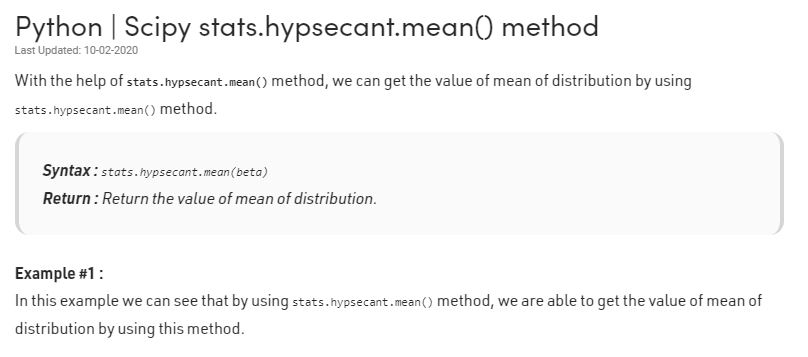 Python | Scipy stats.hypsecant.mean() method
Last Updated: 10-02-2020
With the help of stats.hypsecant.mean() method, we can get the value of mean of distribution by using
stats.hypsecant.mean() method.
Syntax : stats.hypsecant.mean(beta)
Return : Return the value of mean of distribution.
Example #1 :
In this example we can see that by using stats.hypsecant.mean() method, we are able to get the value of mean of
distribution by using this method.